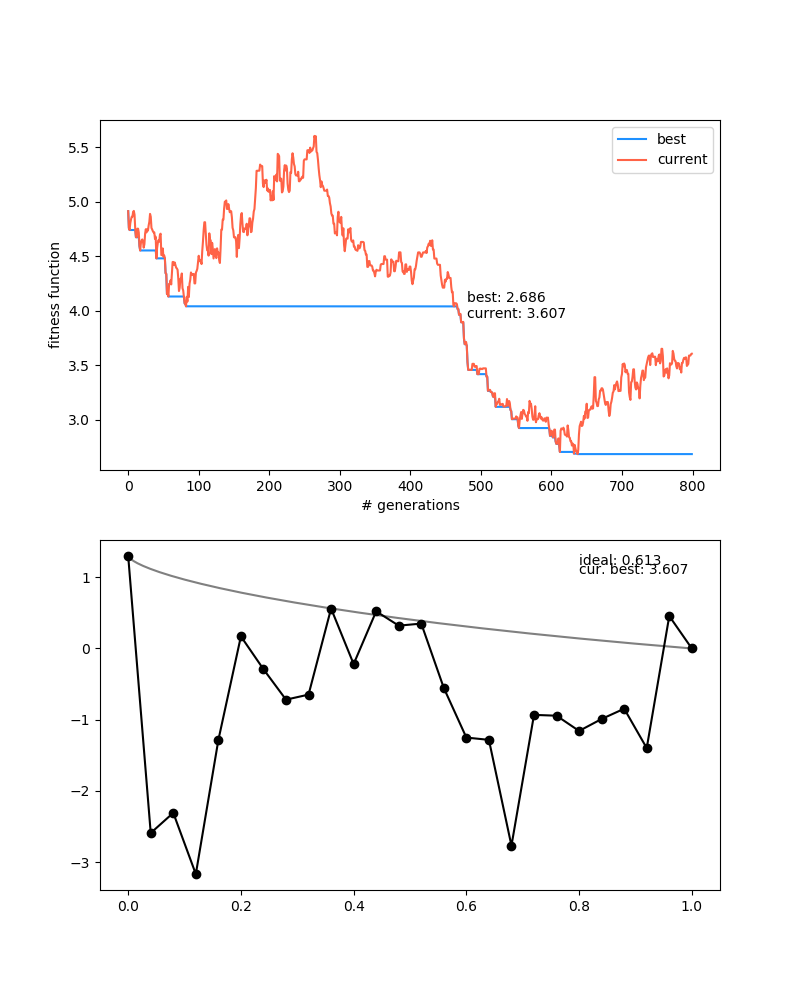 5.5
5.0
4.5
4.0
3.5
3.0
fitness function
best
current
best: 2.686
current: 3.607
0 100 200 300 400 500 600 700 800
# generations
ideal: 0.613
cur. best: 3.607
1
0
−1
−2
−3
0.0 0.2 0.4 0.6 0.8 1.0